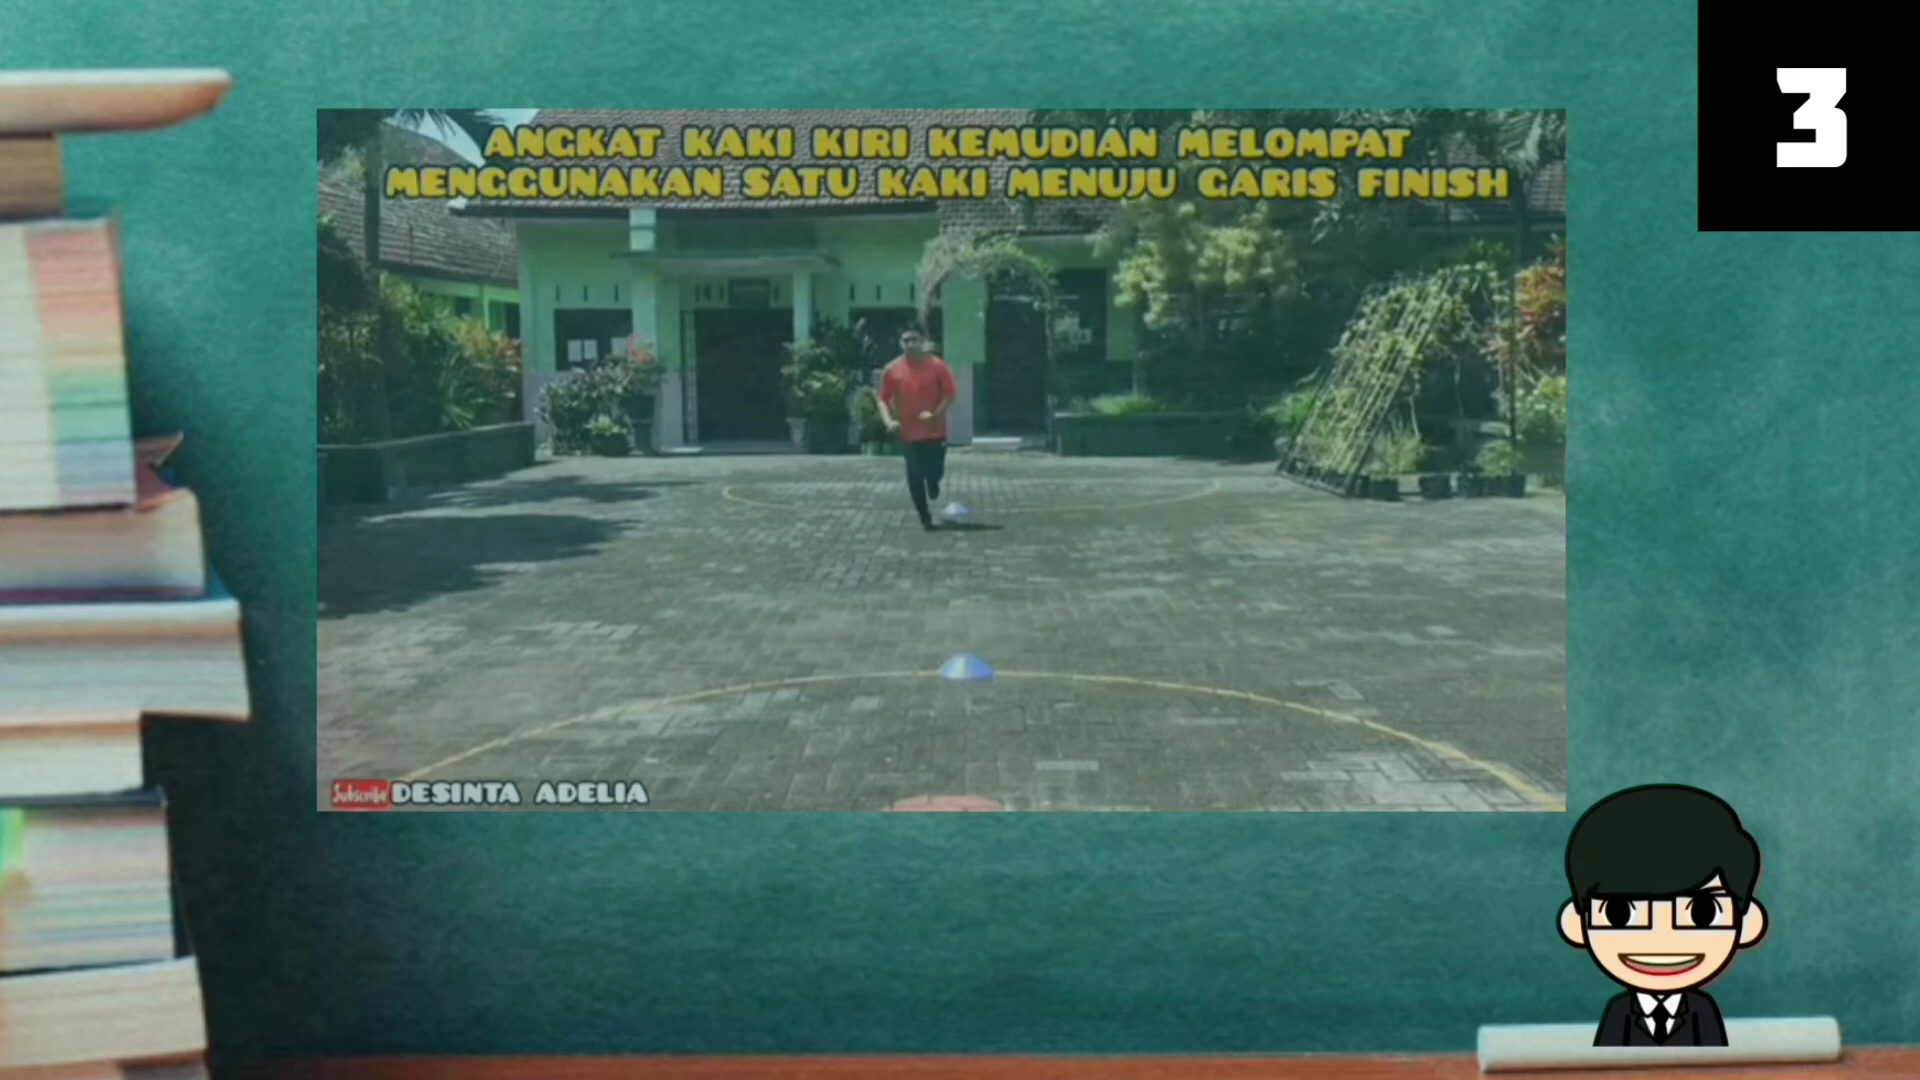 3
ANGKAT KAKI KIRI KEMUDIAN MELOMPAT
MENGGUNAKAN SATU KAKI MENUJU GARIS FINISH
Subscribe DESINTA ADELIA